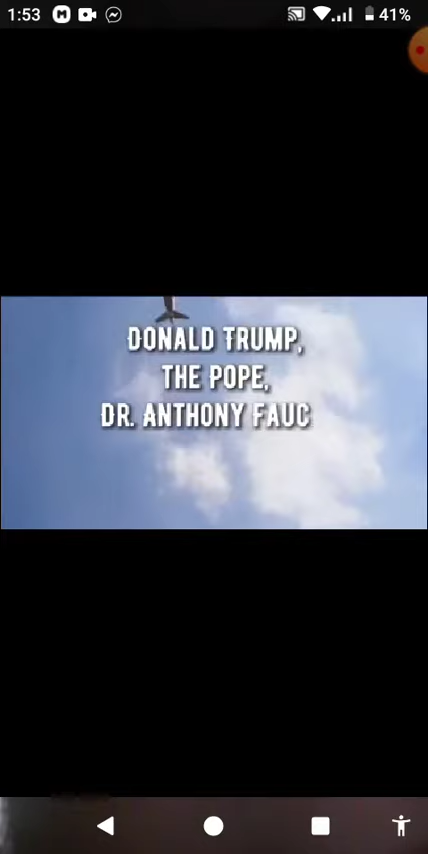 1:53
41%
DONALD TRUMP,
THE POPE,
DR. ANTHONY FAUC